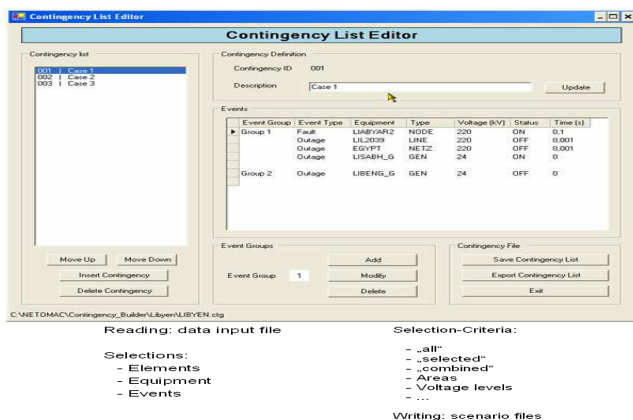 Contingency List Editor
Contingency List Editor
Contingency list
001 | Case 1
002 | Case 2
003 | Case 3
Move Up Move Down
Insert Contingency
Delete Contingency
Contingency Definition
Contingency ID 001
Description Case 1 Update
Events
Event Group Event Type Equipment Type Voltage (kV) Status Time (s)
Group 1 Fault LIABYAR2 NODE 220 ON 0,1
Outage LIL2039 LINE 220 OFF 0,001
Outage EGYPT NETZ 220 OFF 0,001
Outage LISABH_G GEN 24 ON 0
Group 2 Outage LIBENG_G GEN 24 OFF 0
Event Groups
Add
Event Group 1 Modify
Delete
Contingency File
Save Contingency List
Export Contingency List
Exit
C:\NETOMAC\Contingency_Builder\Libyen\LIBYEN.ctg
Reading: data input file
Selections:
- Elements
- Equipment
- Events
Selection-Criteria:
- „all“
- „selected“
- „combined“
- Areas
- Voltage levels
- ...
Writing: scenario files